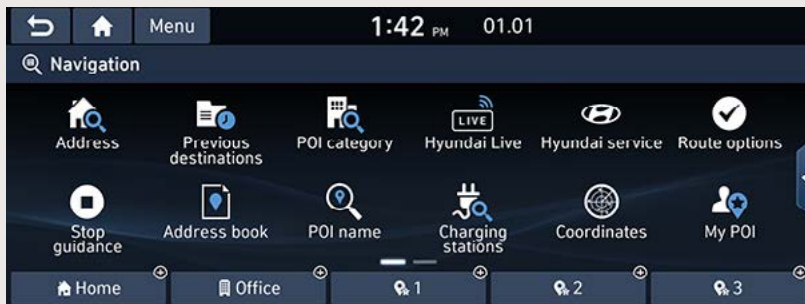 Menu 1:42 PM 01.01
Navigation
Address Previous destinations POI category LIVE Hyundai Live Hyundai service Route options
Stop guidance Address book POI name Charging stations Coordinates My POI
Home Office 1 2 3